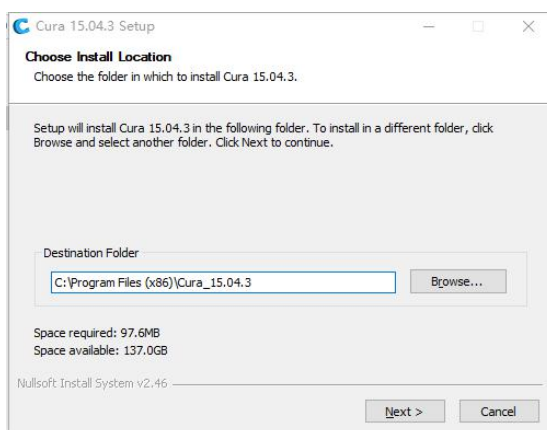 Cura 15.04.3 Setup
Choose Install Location
Choose the folder in which to install Cura 15.04.3.
Setup will install Cura 15.04.3 in the following folder. To install in a different folder, click
Browse and select another folder. Click Next to continue.
Destination Folder
C:\Program Files (x86)\Cura_15.04.3
Browse...
Space required: 97.6MB
Space available: 137.0GB
Nullsoft Install System v2.46
Next >
Cancel